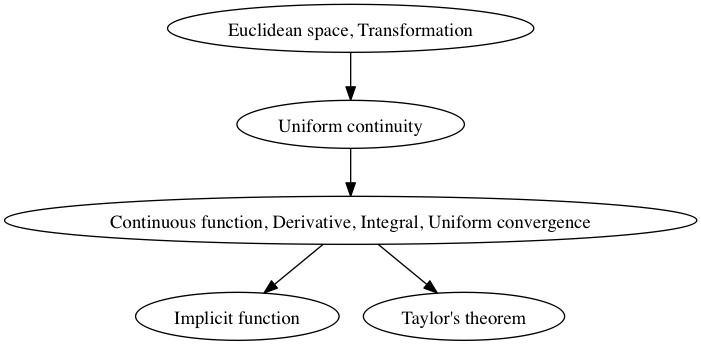 Euclidean space, Transformation
Uniform continuity
Continuous function, Derivative, Integral, Uniform convergence
Implicit function
Taylor's theorem